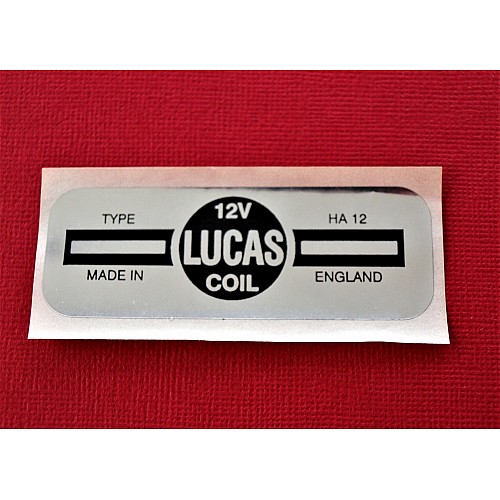 12V
TYPE HA 12
LUCAS
MADE IN ENGLAND
COIL